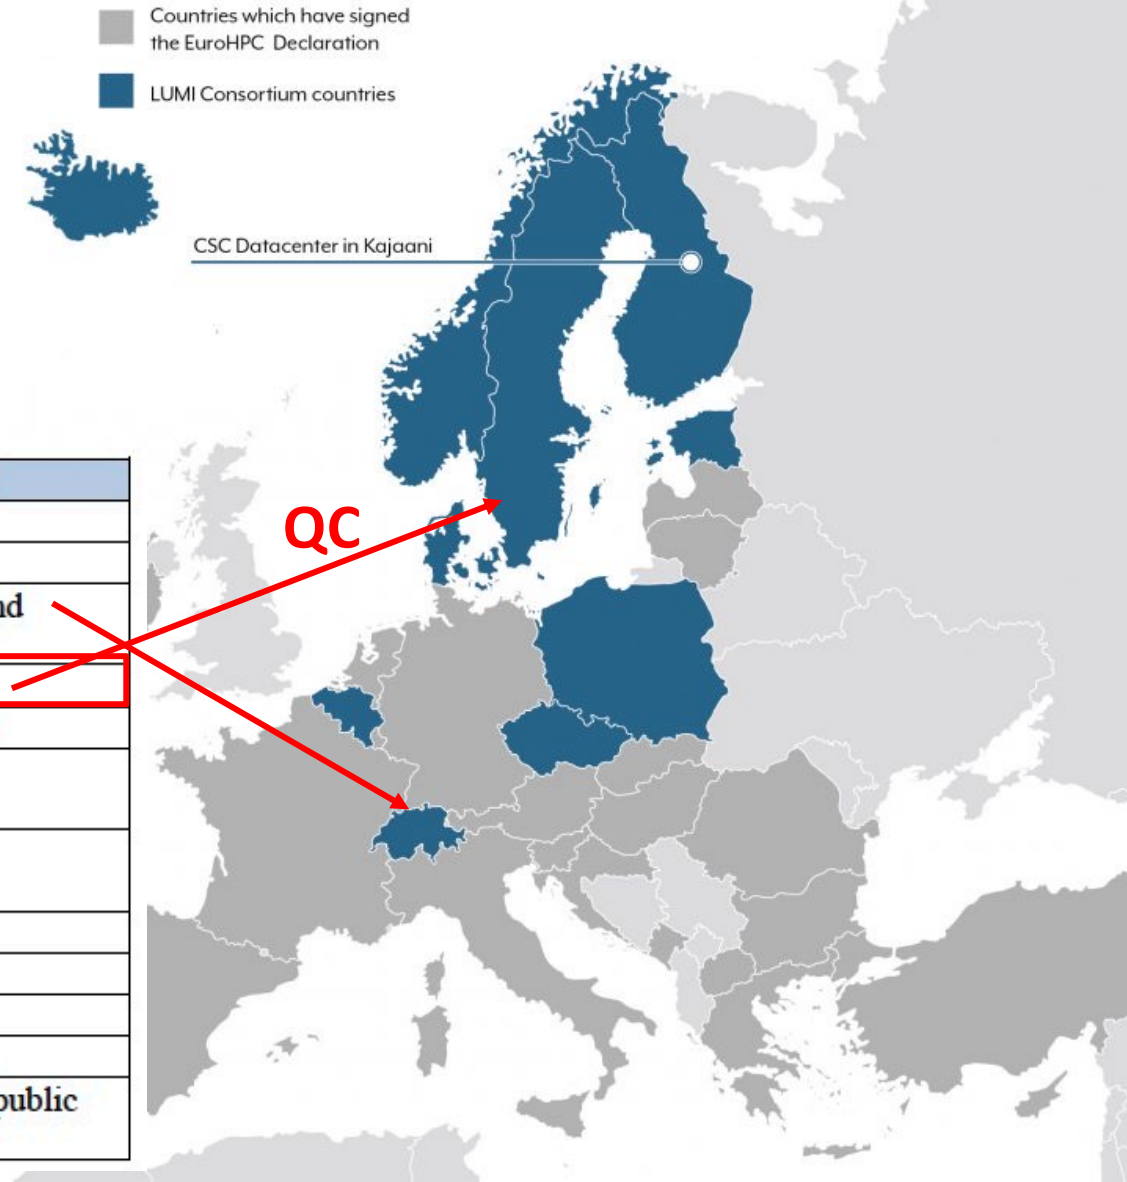 Countries which have signed
the EuroHPC Declaration
LUMI Consortium countries
CSC Datacenter in Kajaani
QC
nd
public